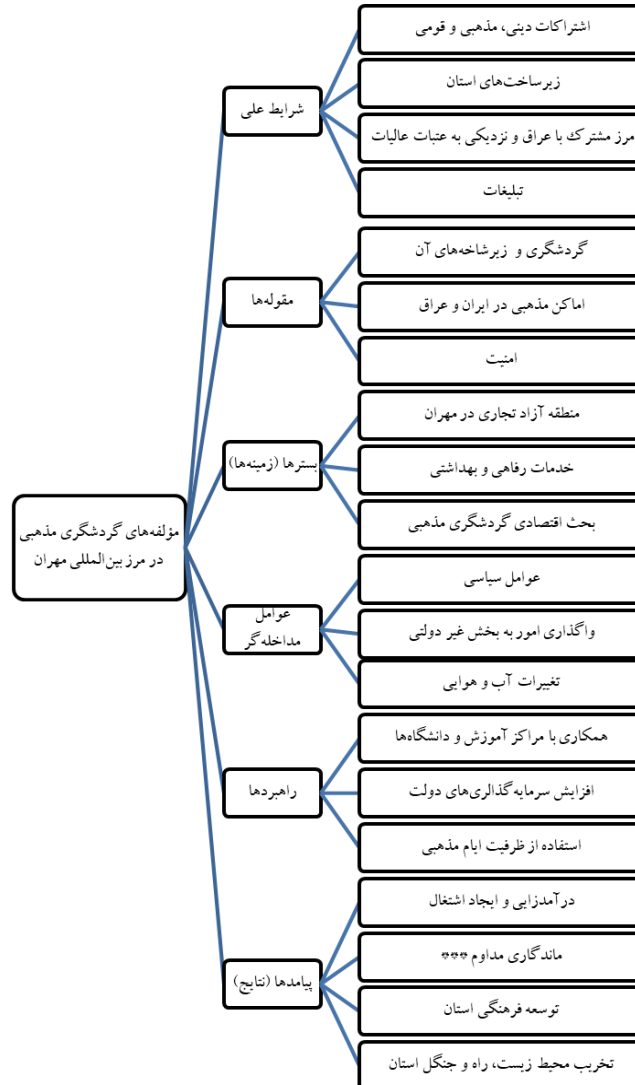 مؤلفه‌های گردشگری مذهبی
در مرز بین‌المللی مهران
شرایط علی
اشتراکات دینی، مذهبی و قومی
زیرساخت‌های استان
مرز مشترک با عراق و نزدیکی به عتبات عالیات
تبلیغات
مقوله‌ها
گردشگری و زیرشاخه‌های آن
اماکن مذهبی در ایران و عراق
امنیت
بسترها (زمینه‌ها)
منطقه آزاد تجاری در مهران
خدمات رفاهی و بهداشتی
بحث اقتصادی گردشگری مذهبی
عوامل
مداخله‌گر
عوامل سیاسی
واگذاری امور به بخش غیر دولتی
تغییرات آب و هوایی
راهبردها
همکاری با مراکز آموزش و دانشگاه‌ها
افزایش سرمایه‌گذالری‌های دولت
استفاده از ظرفیت ایام مذهبی
پیامدها (نتایج)
درآمدزایی و ایجاد اشتغال
ماندگاری مداوم ***
توسعه فرهنگی استان
تخریب محیط زیست، راه و جنگل استان